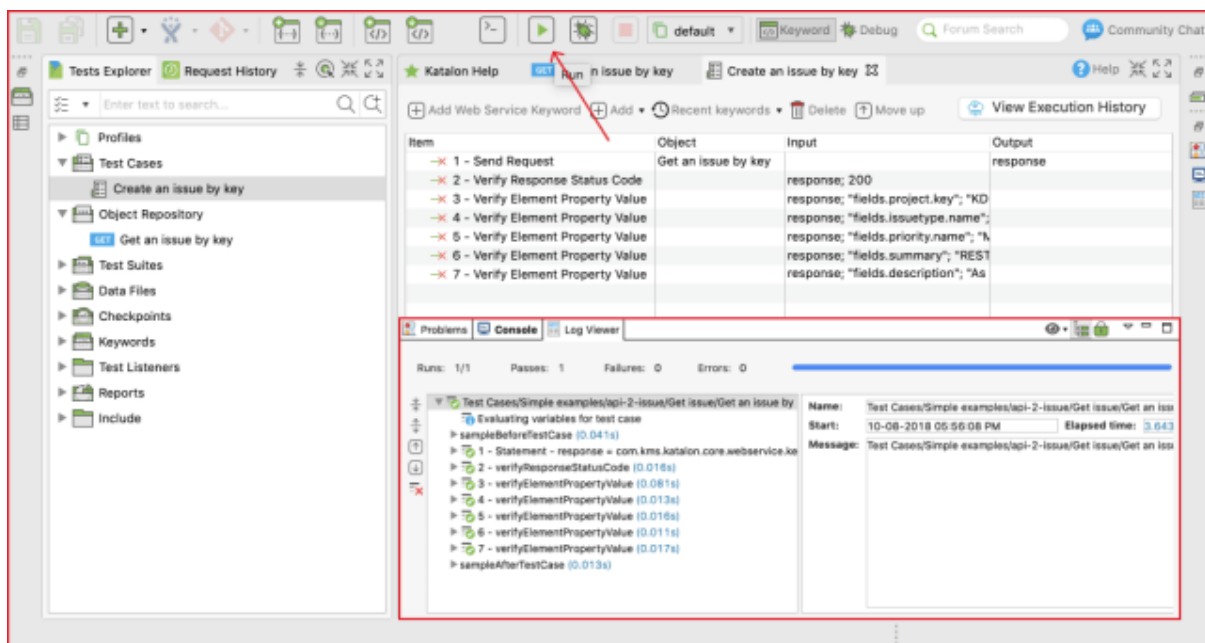 default
Keyword
Debug
Forum Search
Community Chat
Tests Explorer
Request History
Katalon Help
GET
n issue by key
Create an issue by key
Help
Run
Enter text to search...
Add Web Service Keyword
Add
Recent keywords
Delete
Move up
View Execution History
Profiles
Test Cases
Create an issue by key
Object Repository
GET Get an issue by key
Test Suites
Data Files
Checkpoints
Keywords
Test Listeners
Reports
Include
Item Object Input Output
1 - Send Request Get an issue by key response
2 - Verify Response Status Code response; 200
3 - Verify Element Property Value response; "fields.project.key"; "KD
4 - Verify Element Property Value response; "fields.issuetype.name";
5 - Verify Element Property Value response; "fields.priority.name"; "M
6 - Verify Element Property Value response; "fields.summary"; "REST
7 - Verify Element Property Value response; "fields.description"; "As
Problems Console Log Viewer
Runs: 1/1 Passes: 1 Failures: 0 Errors: 0
Test Cases/Simple examples/api-2-issue/Get issue/Get an issue by
Evaluating variables for test case
sampleBeforeTestCase (0.041s)
1 - Statement - response = com.kms.katalon.core.webservice.ke
2 - verifyResponseStatusCode (0.016s)
3 - verifyElementPropertyValue (0.081s)
4 - verifyElementPropertyValue (0.013s)
5 - verifyElementPropertyValue (0.016s)
6 - verifyElementPropertyValue (0.011s)
7 - verifyElementPropertyValue (0.017s)
sampleAfterTestCase (0.013s)
Name: Test Cases/Simple examples/api-2-issue/Get issue/Get an issu
Start: 10-08-2018 05:56:08 PM Elapsed time: 3.643
Message: Test Cases/Simple examples/api-2-issue/Get issue/Get an issu